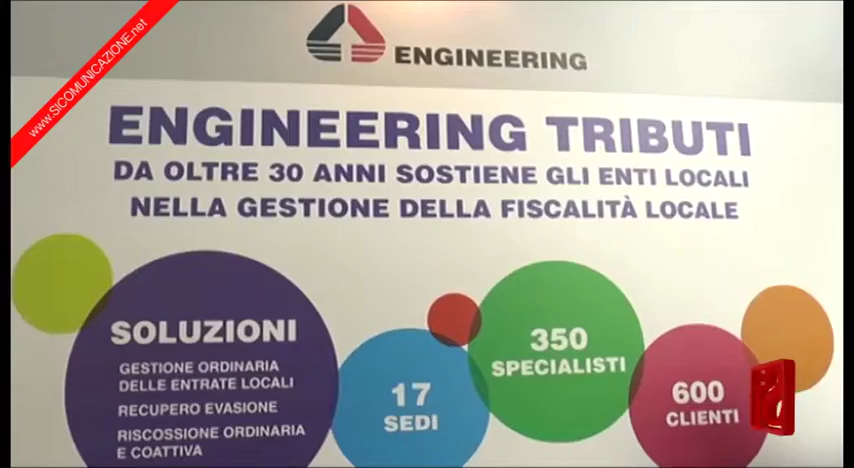 www.SICOMUNICAZIONE.net
ENGINEERING
ENGINEERING TRIBUTI
DA OLTRE 30 ANNI SOSTIENE GLI ENTI LOCALI
NELLA GESTIONE DELLA FISCALITÀ LOCALE
SOLUZIONI
GESTIONE ORDINARIA
DELLE ENTRATE LOCALI
RECUPERO EVASIONE
RISCOSSIONE ORDINARIA
E COATTIVA
17
SEDI
350
SPECIALISTI
600
CLIENTI